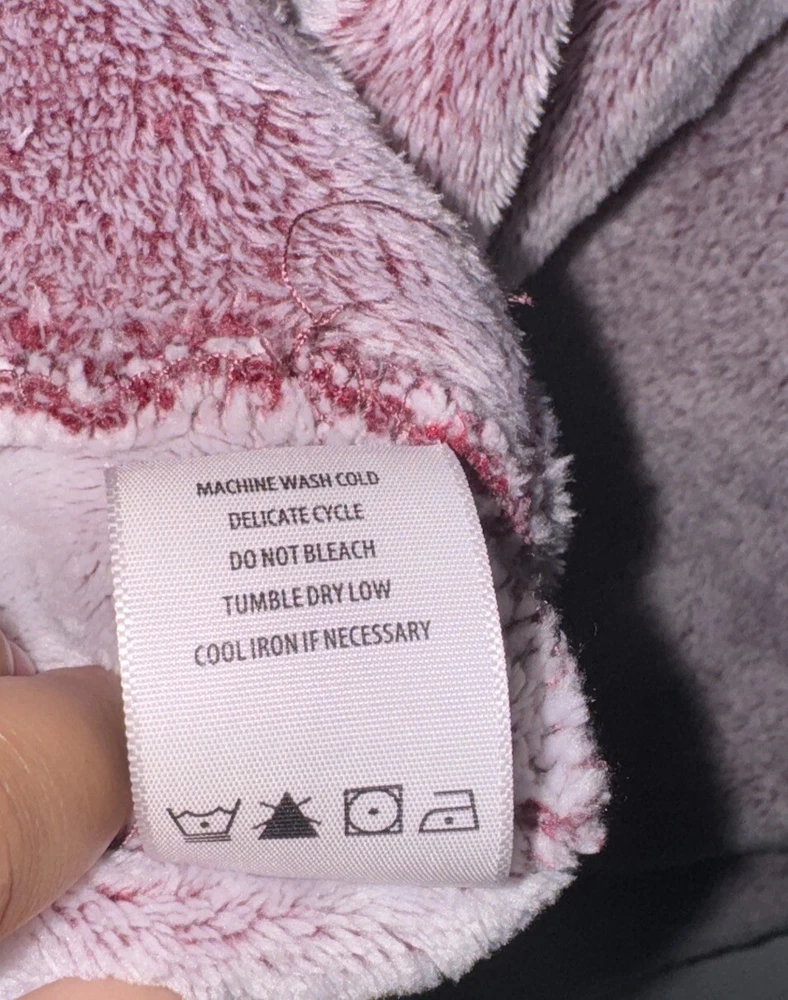 MACHINE WASH COLD
DELICATE CYCLE
DO NOT BLEACH
TUMBLE DRY LOW
COOL IRON IF NECESSARY